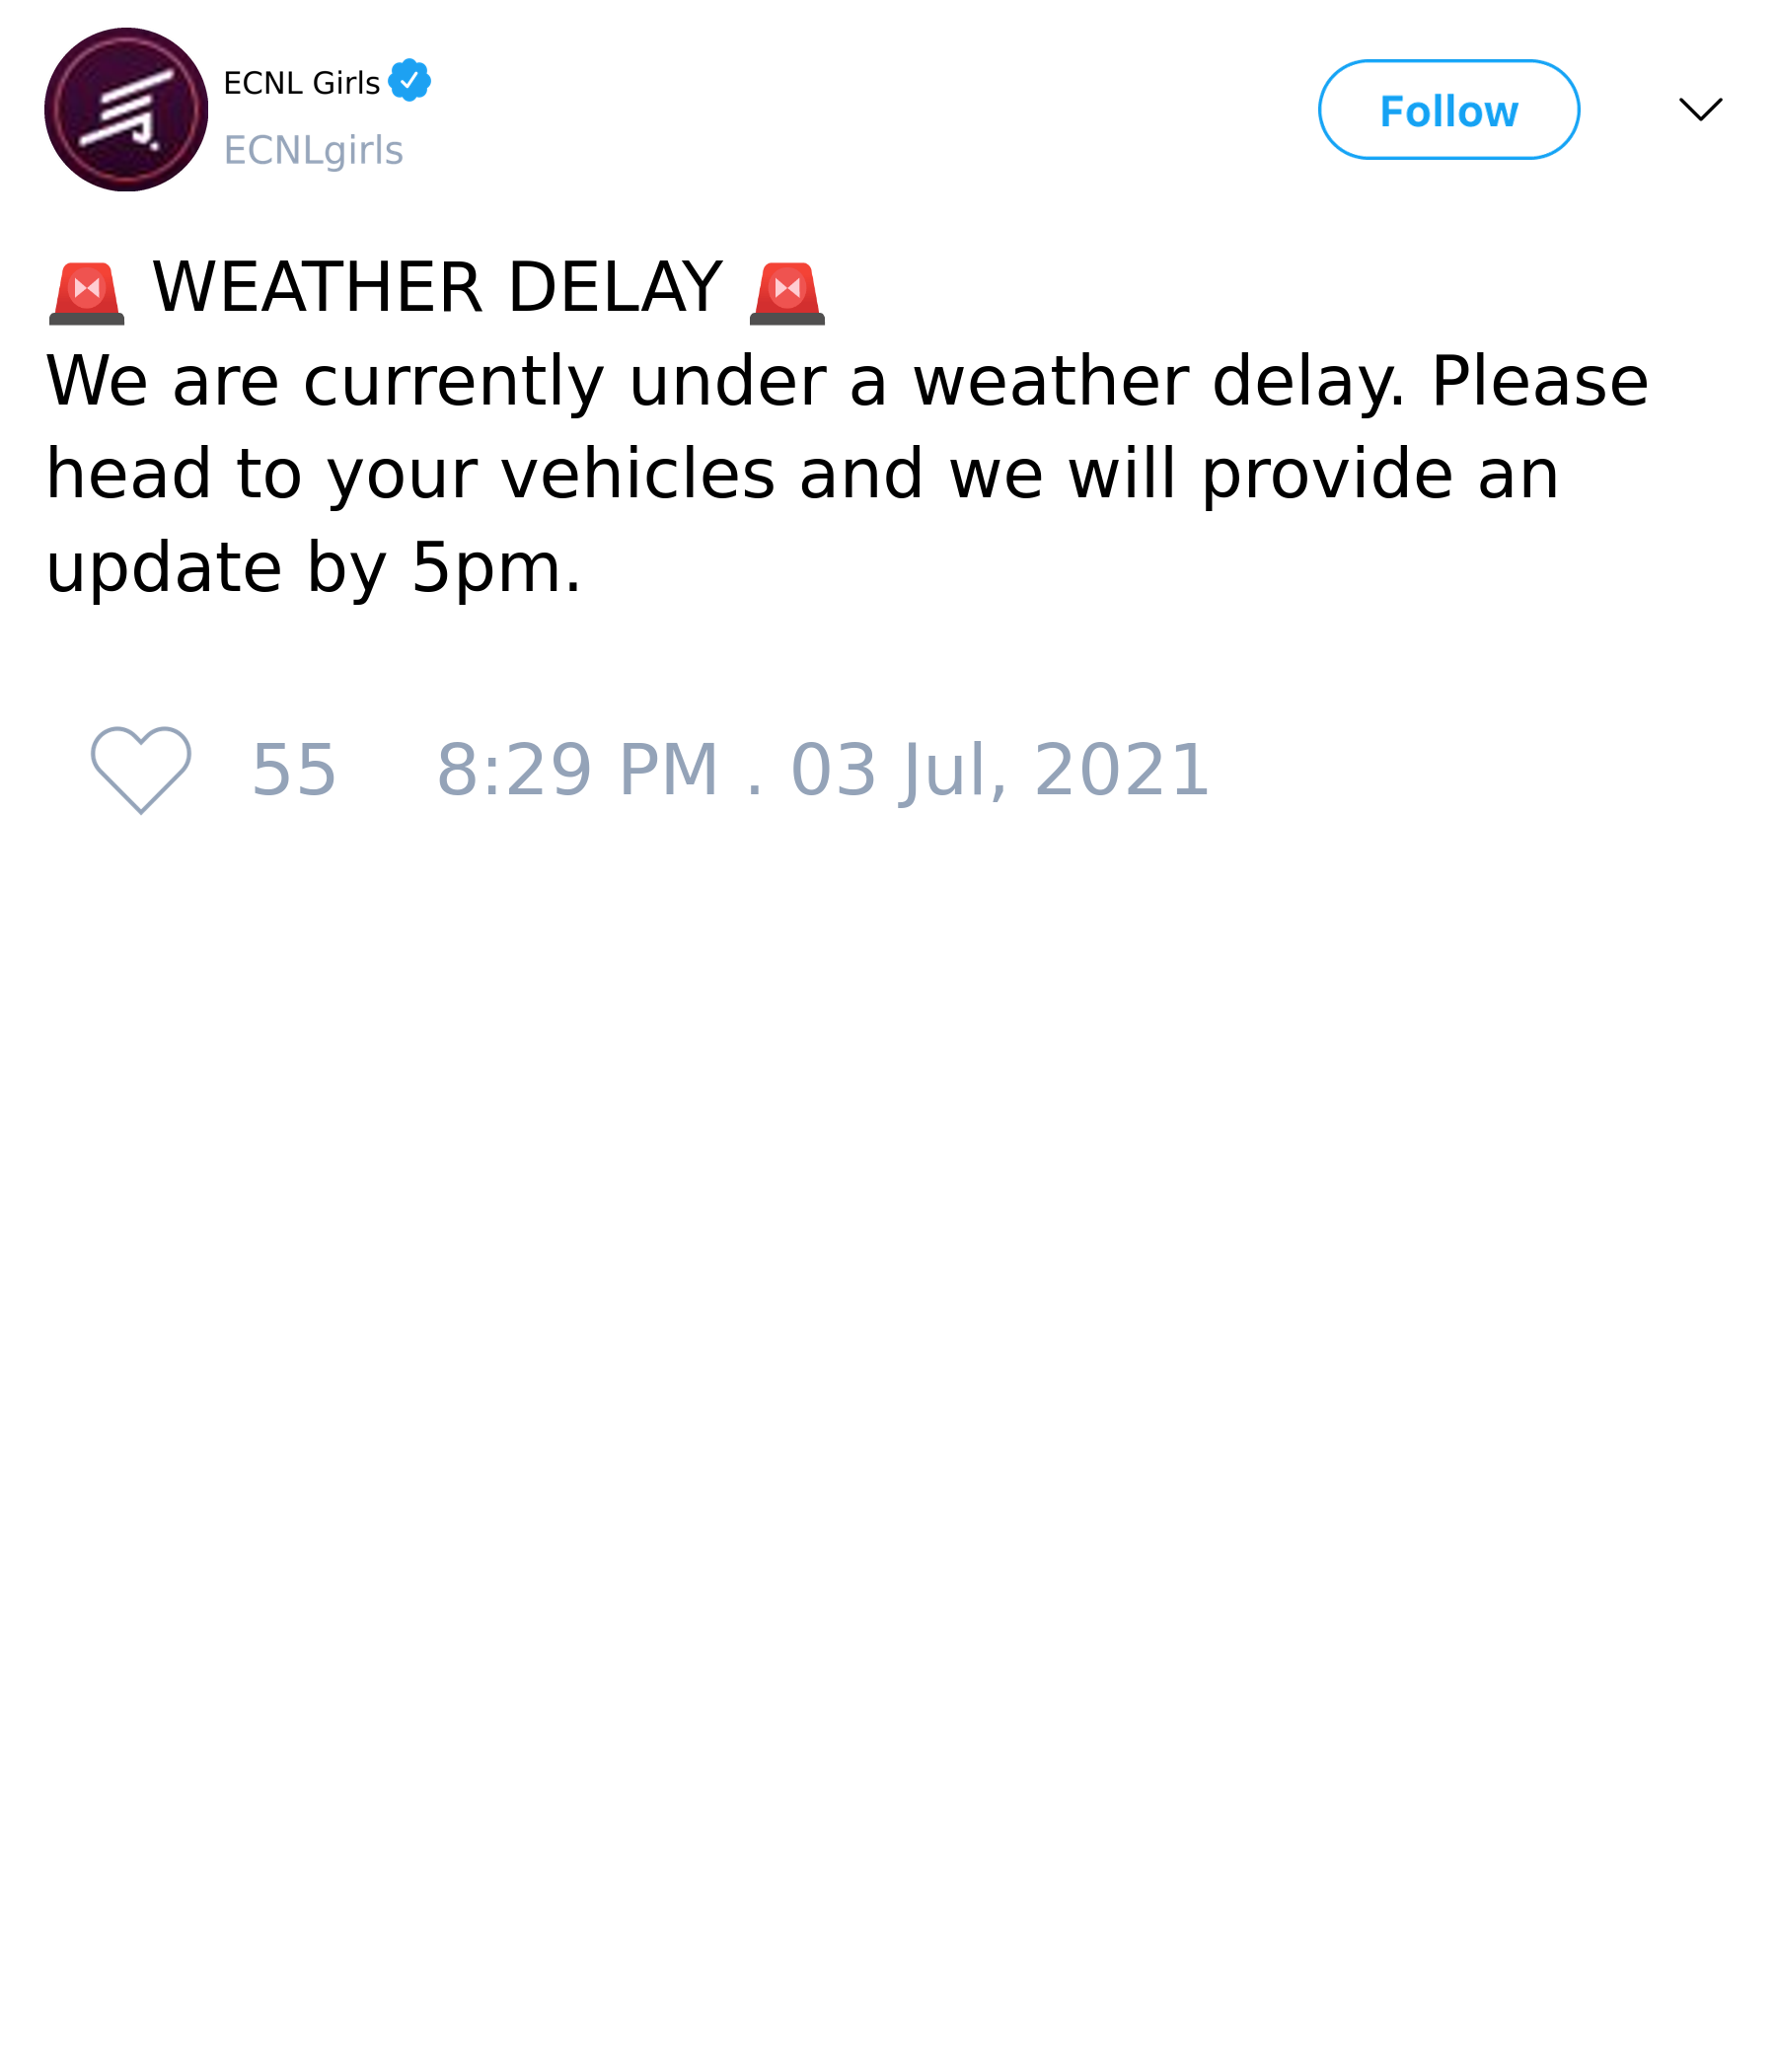 ECNL Girls
ECNLgirls
Follow
🚨 WEATHER DELAY 🚨
We are currently under a weather delay. Please
head to your vehicles and we will provide an
update by 5pm.
55 8:29 PM . 03 Jul, 2021